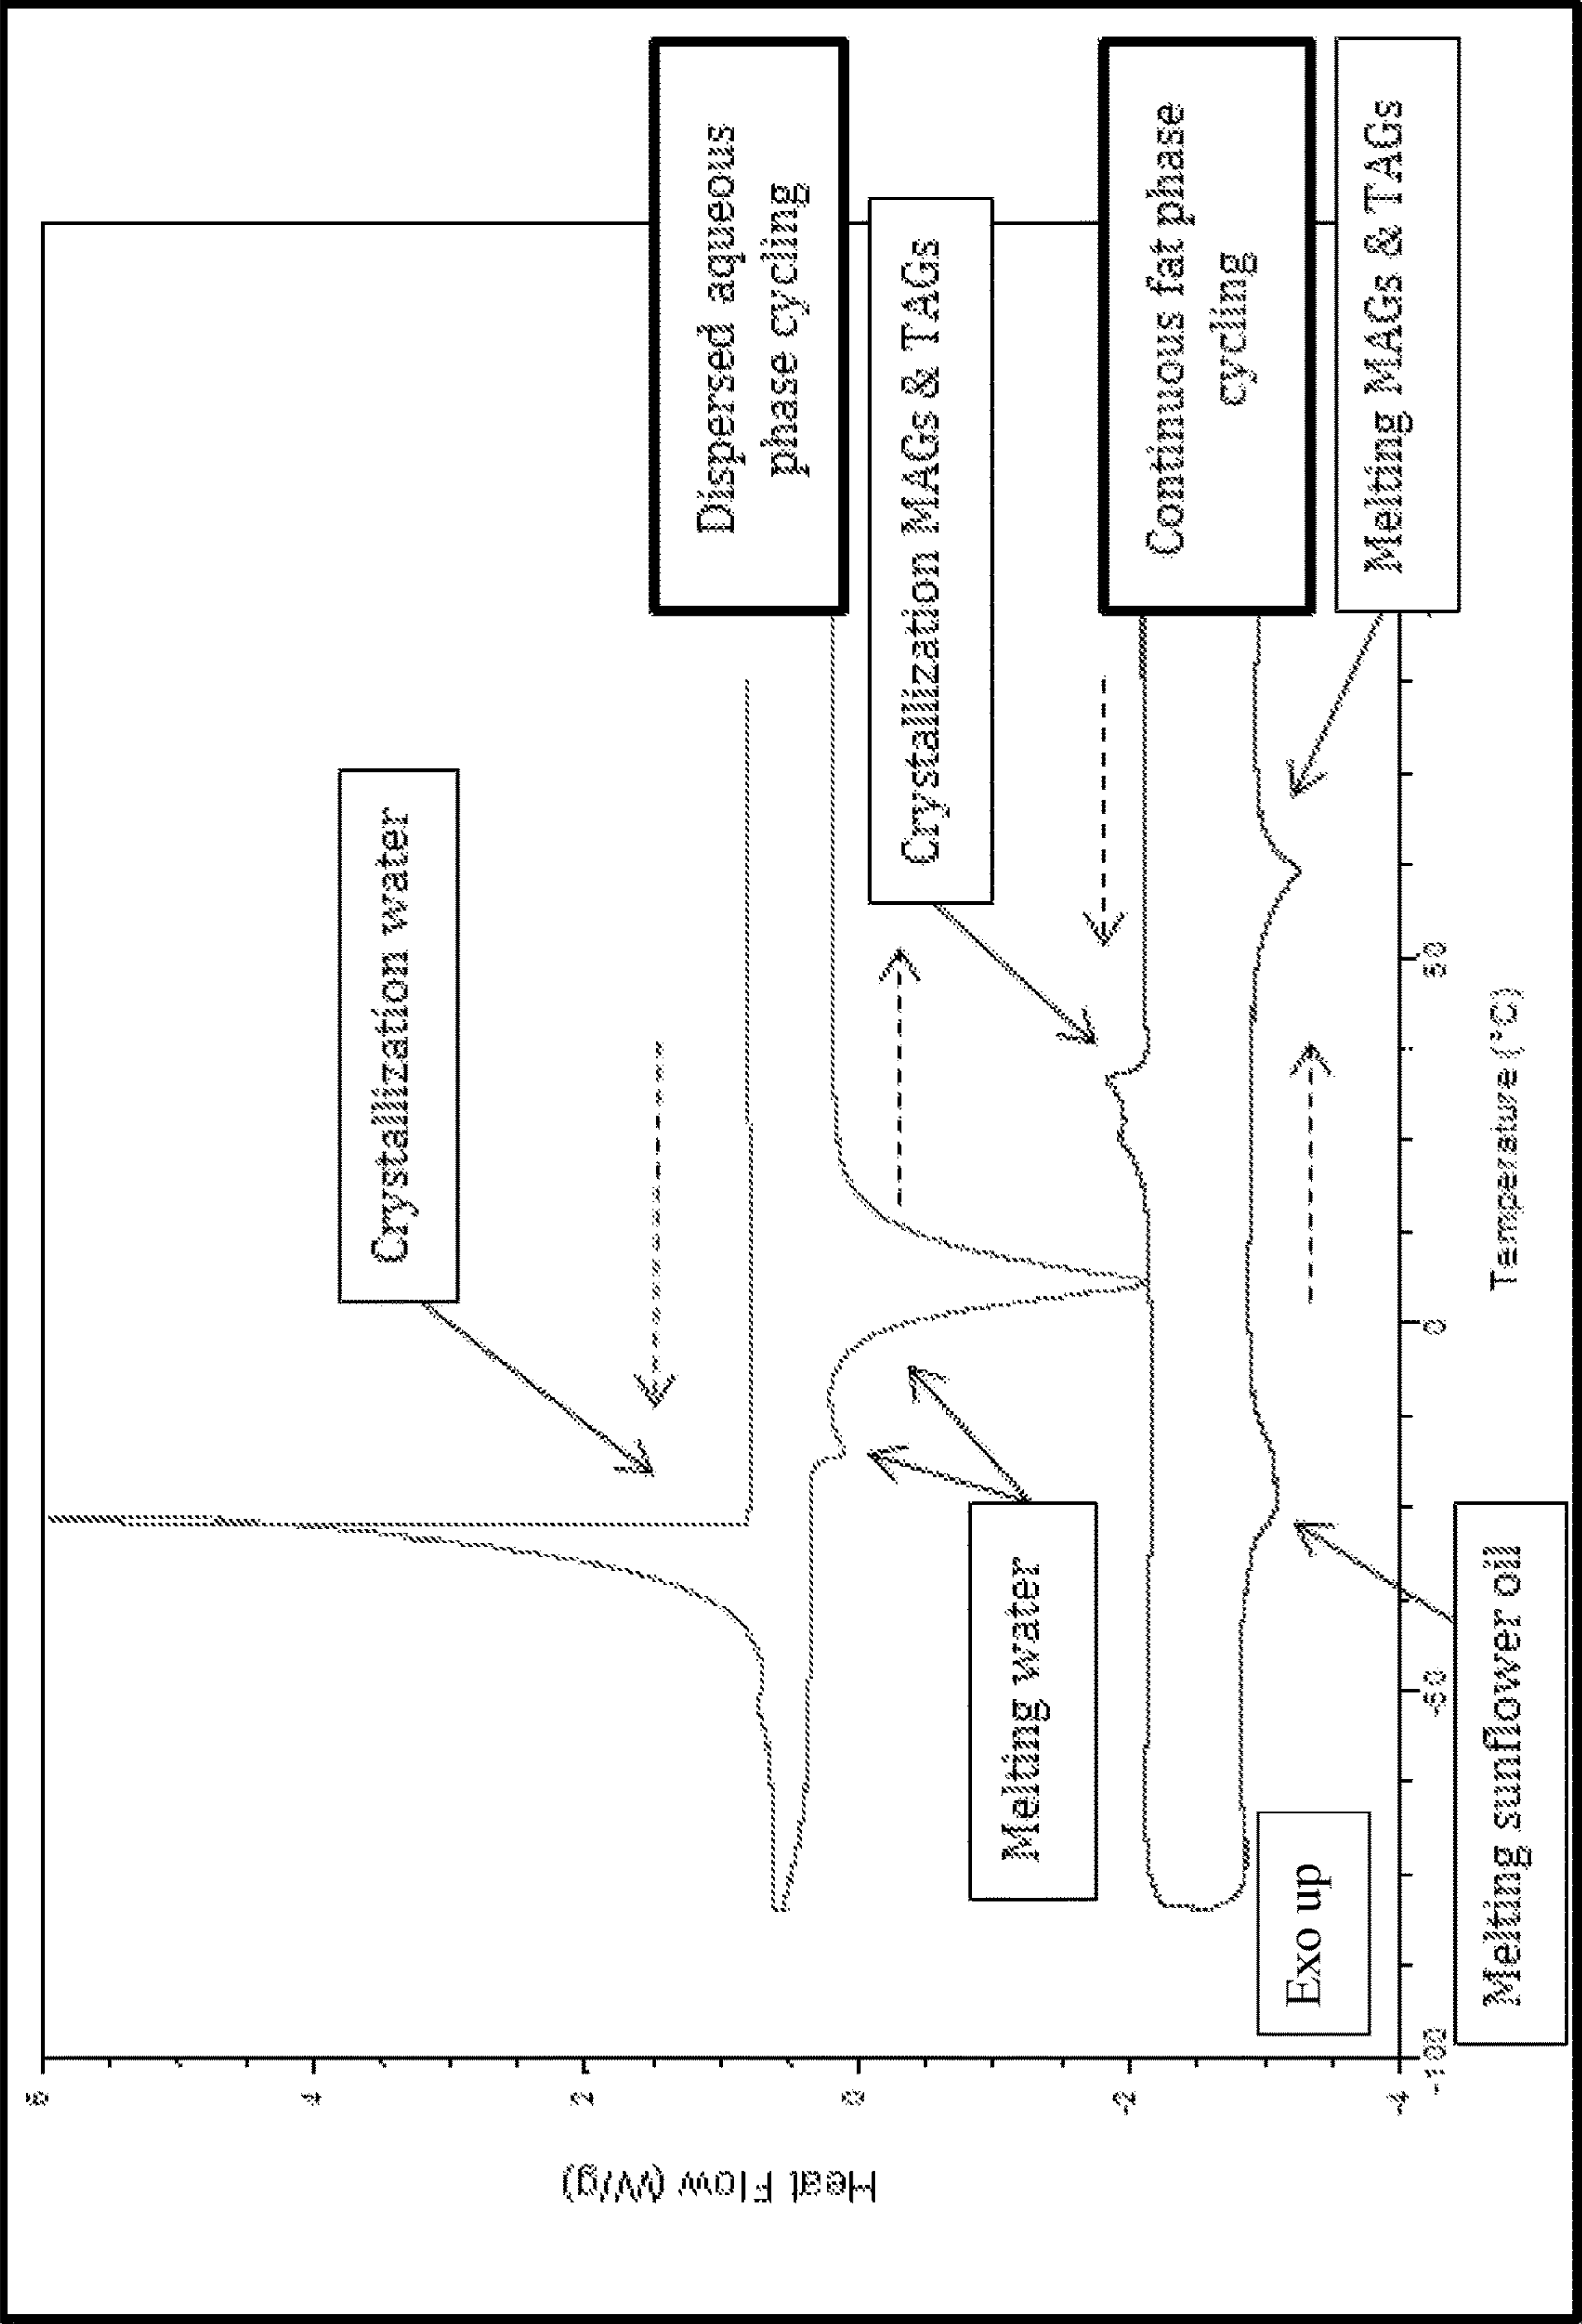 Crystallization water
Dispersed aqueous
phase cycling
Crystallization MAGs & TAGs
Melting water
Continuous fat phase
cycling
Melting MAGs & TAGs
Exo up
Melting sunflower oil
Heat Flow (W/g)
6
4
2
0
-2
-4
-100
-50
0
50
Temperature (°C)